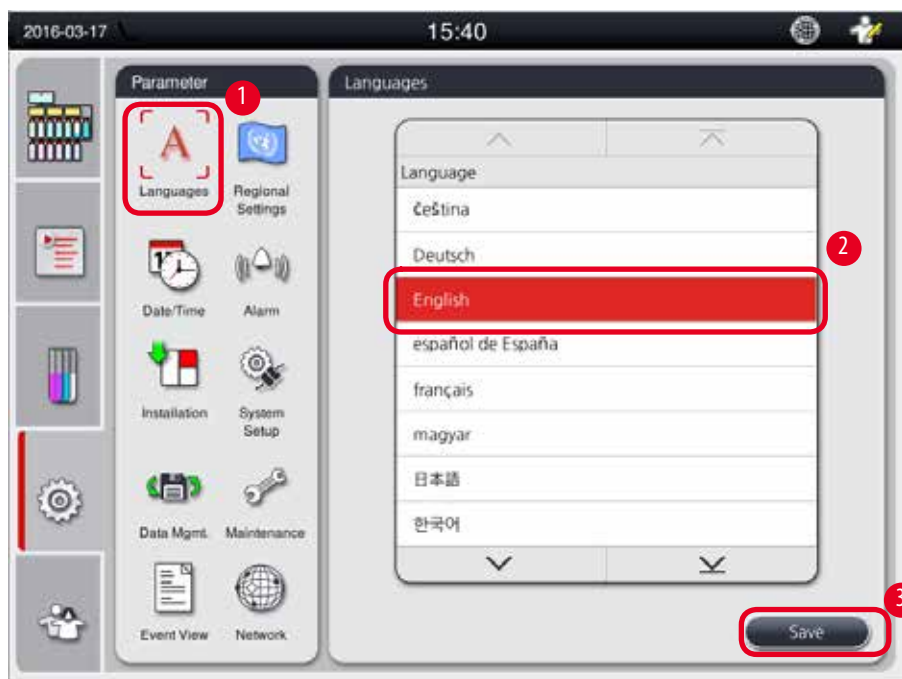 2016-03-17
15:40
Parameter
1
Languages
A
Languages
Regional
Settings
Date/Time
Alarm
Installation
System
Setup
Data Mgmt.
Maintenance
Event View
Network
Language
čeština
Deutsch
2
English
español de España
français
magyar
日本語
한국어
3
Save